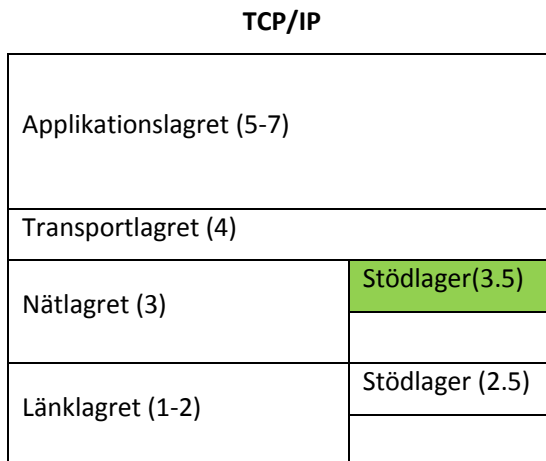 TCP/IP
Applikationslagret (5-7)
Transportlagret (4)
Stödlager(3.5)
Nätlagret (3)
Stödlager (2.5)
Länklagret (1-2)